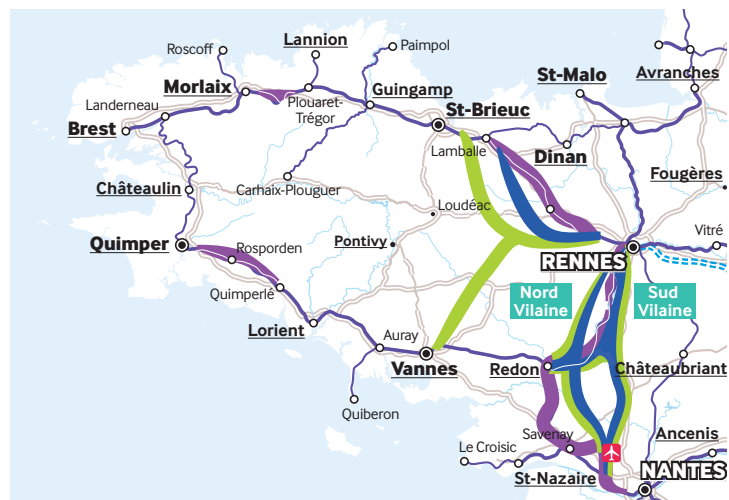 Roscoff
Lannion
Paimpol
St-Malo
Avranches
Morlaix
Guingamp
Landerneau
Plouaret-
Trégor
St-Brieuc
Brest
Lamballe
Dinan
Fougères
Châteaulin
Carhaix-Plouguer
Loudéac
Vitré
Quimper
Rosporden
Pontivy
RENNES
Quimperlé
Nord
Vilaine
Sud
Vilaine
Lorient
Auray
Vannes
Redon
Châteaubriant
Quiberon
Le Croisic
Savenay
Ancenis
St-Nazaire
NANTES